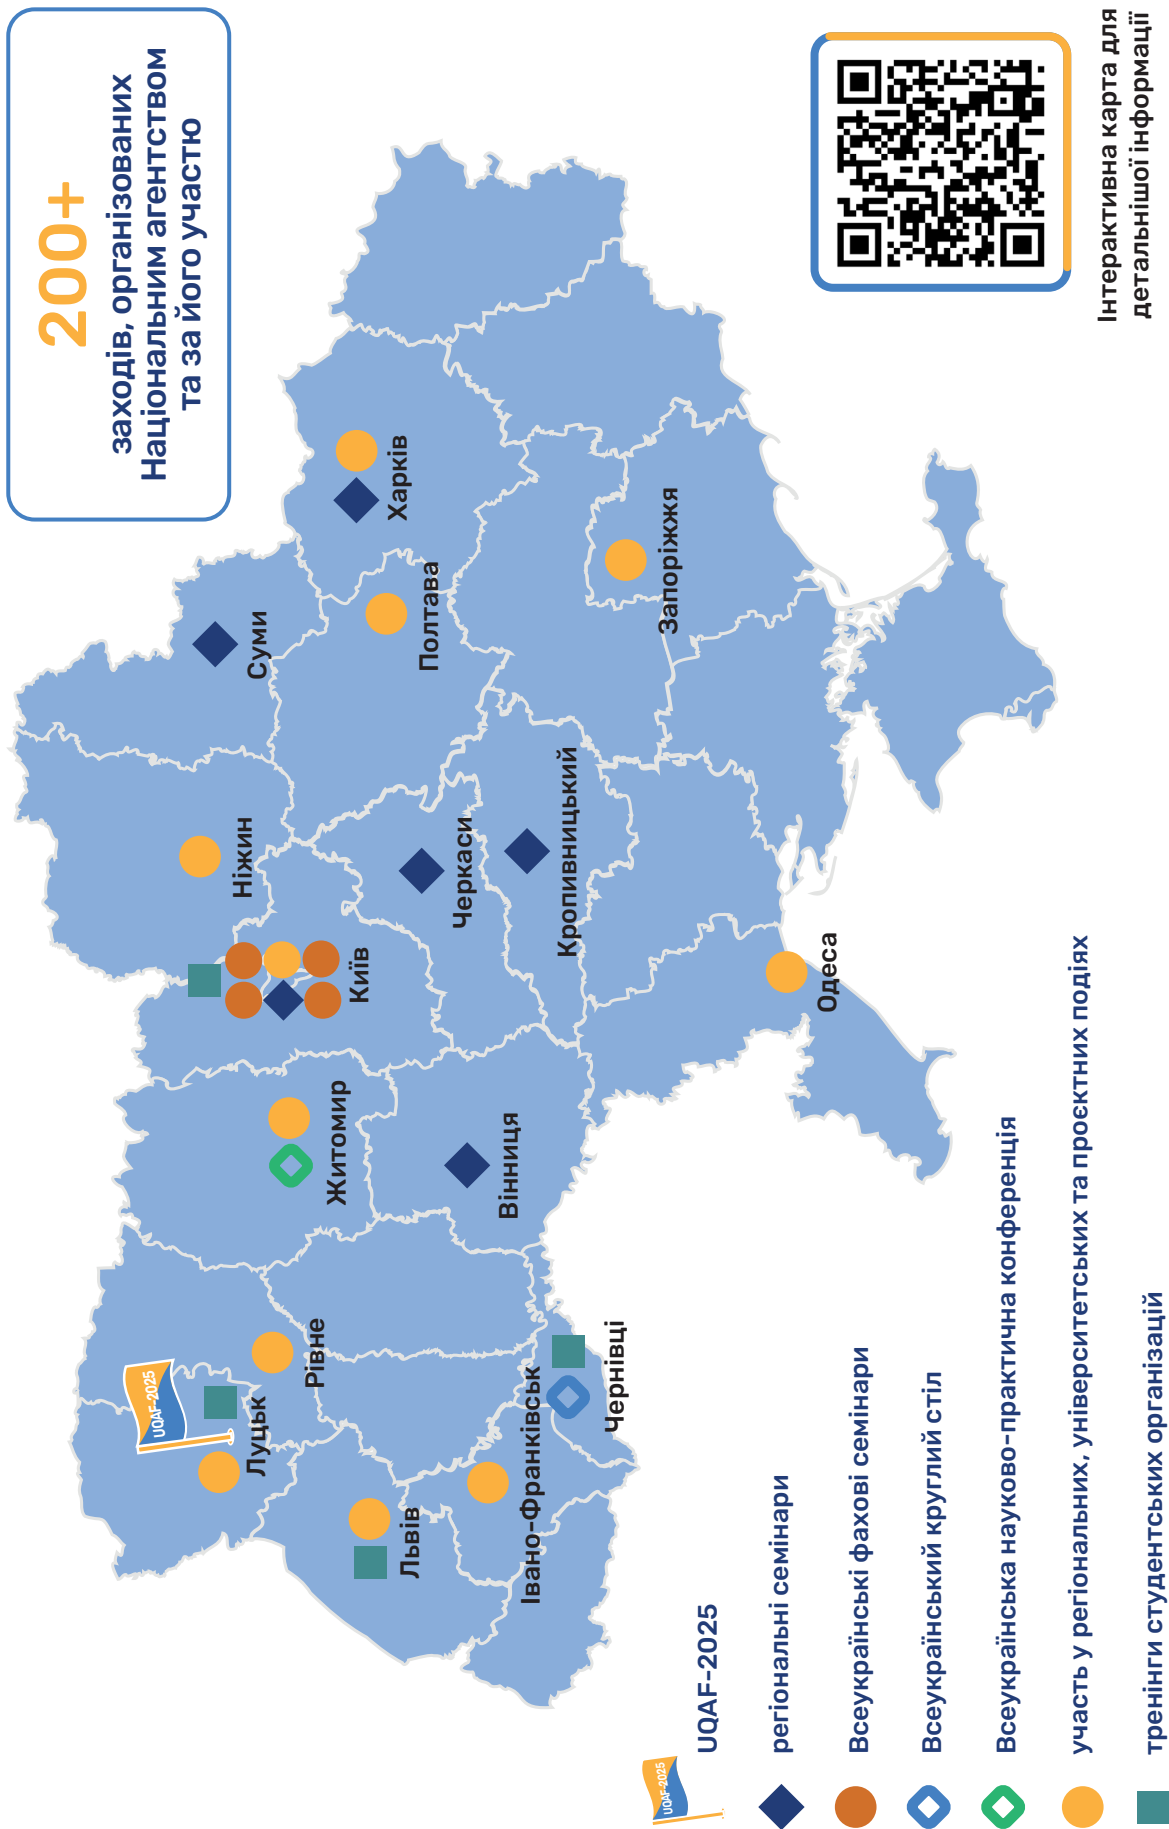 200+
заходів, організованих
Національним агентством
та за його участю
Суми
Харків
Полтава
Ніжин
Київ
Черкаси
Кропивницький
Запоріжжя
Житомир
Вінниця
Одеса
UQAF-2025
Луцьк
Рівне
Львів
Івано-Франківськ
Чернівці
UQAF-2025
UQAF-2025
регіональні семінари
Всеукраїнські фахові семінари
Всеукраїнський круглий стіл
Всеукраїнська науково-практична конференція
участь у регіональних, університетських та проєктних подіях
тренінги студентських організацій
Інтерактивна карта для
детальнішої інформації